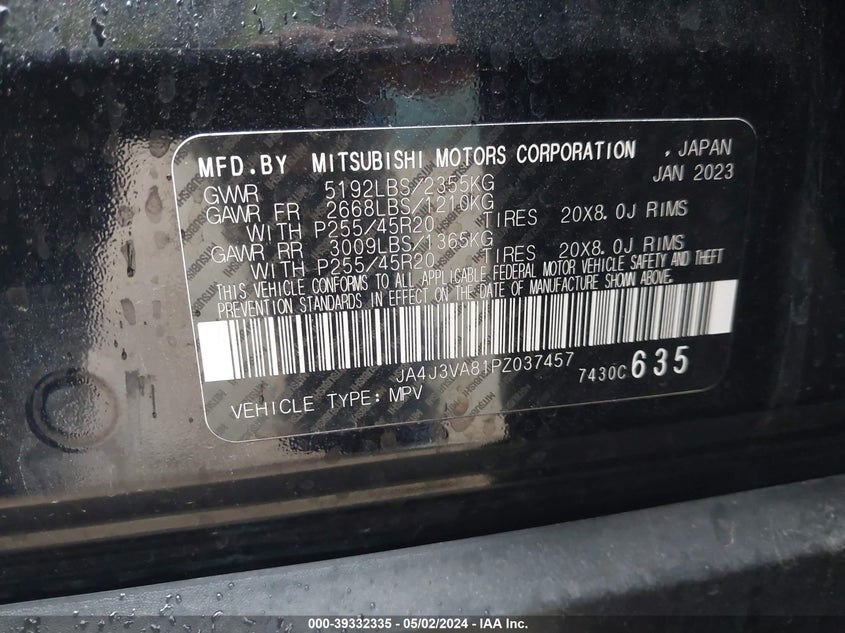 MFD.BY MITSUBISHI MOTORS CORPORATION , JAPAN
JAN 2023
GVWR 5192LBS/2355KG
GAWR FR 2668LBS/1210KG
WITH P255/45R20 TIRES 20X8.0J RIMS
GAWR RR 3009LBS/1365KG
WITH P255/45R20 TIRES 20X8.0J RIMS
THIS VEHICLE CONFORMS TO ALL APPLICABLE FEDERAL MOTOR VEHICLE SAFETY AND THEFT
PREVENTION STANDARDS IN EFFECT ON THE DATE OF MANUFACTURE SHOWN ABOVE.
JA4J3VA81PZ037457
7430C 635
VEHICLE TYPE: MPV
000-39332335 - 05/02/2024 - IAA Inc.